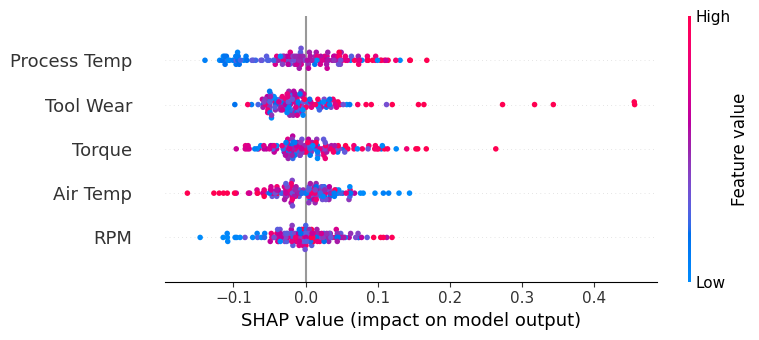 High
Process Temp
Tool Wear
Torque
Air Temp
RPM
Feature value
Low
−0.1 0.0 0.1 0.2 0.3 0.4
SHAP value (impact on model output)